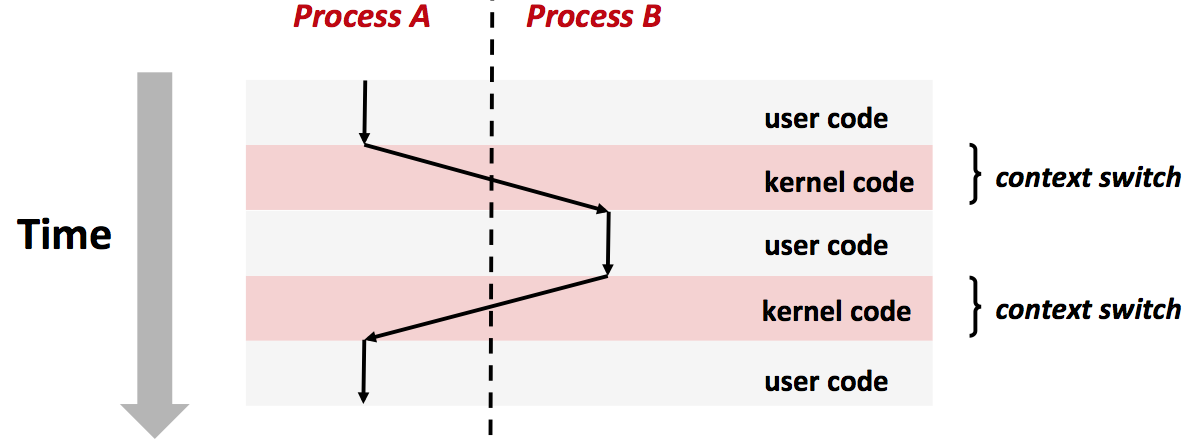 Process A Process B
user code
kernel code } context switch
Time
user code
kernel code } context switch
user code